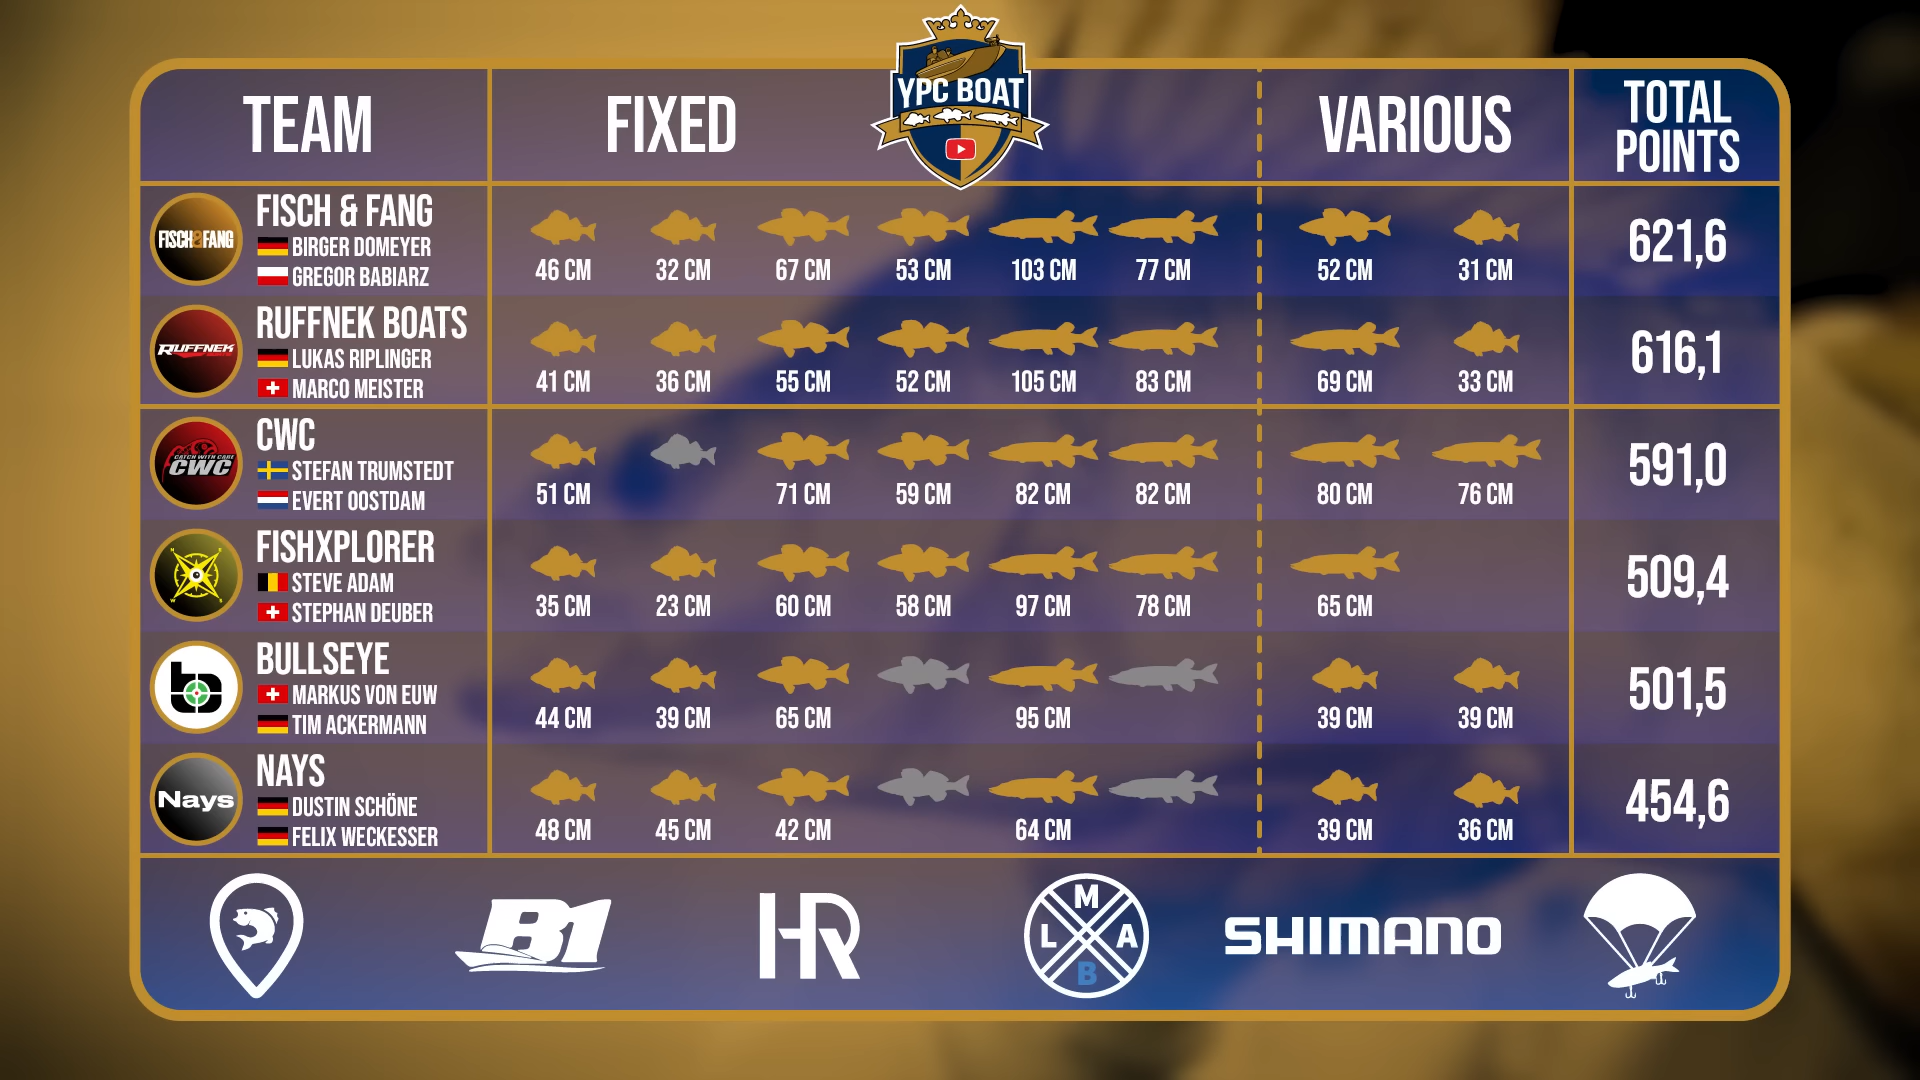 YPC BOAT
TEAM FIXED VARIOUS TOTAL POINTS
FISCH&FANG FISCH & FANG
BIRGER DOMEYER
GREGOR BABIARZ
46 CM 32 CM 67 CM 53 CM 103 CM 77 CM 52 CM 31 CM 621,6
RUFFNEK RUFFNEK BOATS
LUKAS RIPLINGER
MARCO MEISTER
41 CM 36 CM 55 CM 52 CM 105 CM 83 CM 69 CM 33 CM 616,1
CATCH WITH CARE
CWC CWC
STEFAN TRUMSTEDT
EVERT OOSTDAM
51 CM 71 CM 59 CM 82 CM 82 CM 80 CM 76 CM 591,0
FISHXPLORER
STEVE ADAM
STEPHAN DEUBER
35 CM 23 CM 60 CM 58 CM 97 CM 78 CM 65 CM 509,4
b BULLSEYE
MARKUS VON EUW
TIM ACKERMANN
44 CM 39 CM 65 CM 95 CM 39 CM 39 CM 501,5
Nays NAYS
DUSTIN SCHÖNE
FELIX WECKESSER
48 CM 45 CM 42 CM 64 CM 39 CM 36 CM 454,6
B1 HR M L A B SHIMANO